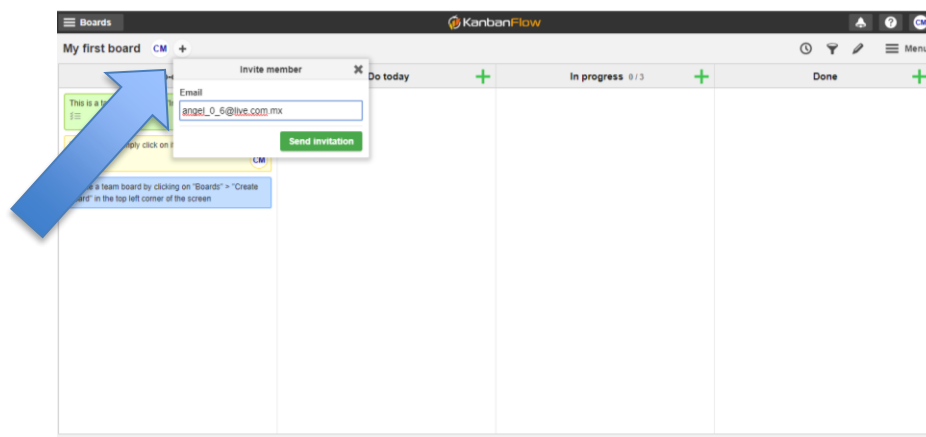 Boards
KanbanFlow
CM
My first board CM +
Menu
Do today
In progress 0 / 3
Done
Invite member
Email
angel_0_6@live.com.mx
Send invitation
This is a
click on
CM
a team board by clicking on "Boards" > "Create
in the top left corner of the screen